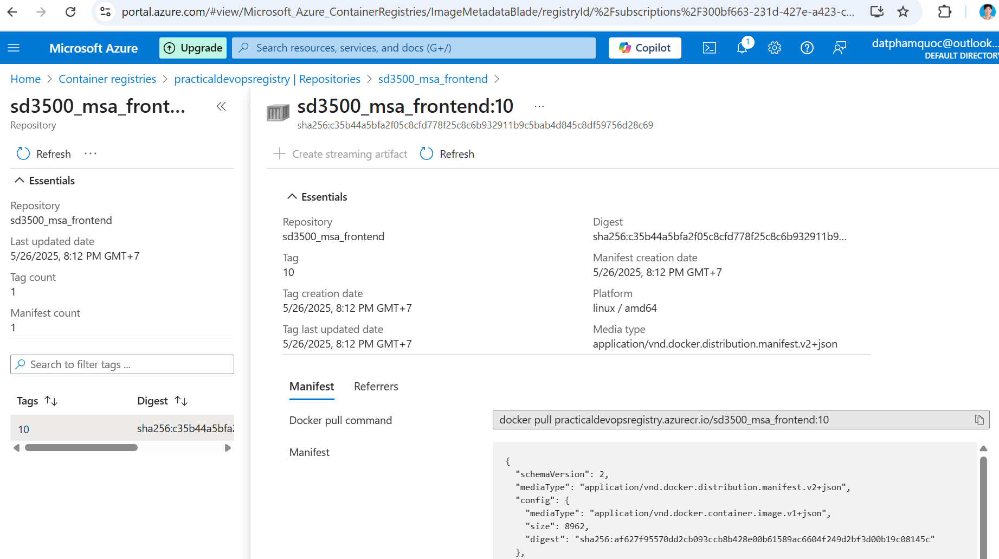 portal.azure.com/#view/Microsoft_Azure_ContainerRegistries/ImageMetadataBlade/registryId/%2Fsubscriptions%2F300bf663-231d-427e-a423-c...
Microsoft Azure
Upgrade
Search resources, services, and docs (G+/)
Copilot
1
datphamquoc@outlook....
DEFAULT DIRECTORY
Home > Container registries > practicaldevopsregistry | Repositories > sd3500_msa_frontend >
sd3500_msa_front...
Repository
Refresh ...
Essentials
Repository
sd3500_msa_frontend
Last updated date
5/26/2025, 8:12 PM GMT+7
Tag count
1
Manifest count
1
Search to filter tags ...
Tags Digest
10 sha256:c35b44a5bfa2
sd3500_msa_frontend:10 ...
sha256:c35b44a5bfa2f05c8cfd778f25c8c6b932911b9c5bab4d845c8df59756d28c69
Create streaming artifact Refresh
Essentials
Repository
sd3500_msa_frontend
Tag
10
Tag creation date
5/26/2025, 8:12 PM GMT+7
Tag last updated date
5/26/2025, 8:12 PM GMT+7
Digest
sha256:c35b44a5bfa2f05c8cfd778f25c8c6b932911b9...
Manifest creation date
5/26/2025, 8:12 PM GMT+7
Platform
linux / amd64
Media type
application/vnd.docker.distribution.manifest.v2+json
Manifest Referrers
Docker pull command
docker pull practicaldevopsregistry.azurecr.io/sd3500_msa_frontend:10
Manifest
{
"schemaVersion": 2,
"mediaType": "application/vnd.docker.distribution.manifest.v2+json",
"config": {
"mediaType": "application/vnd.docker.container.image.v1+json",
"size": 8962,
"digest": "sha256:af627f95570dd2cb093ccb8b428e00b61589ac6604f249d2bf3d00b19c08145c"
},